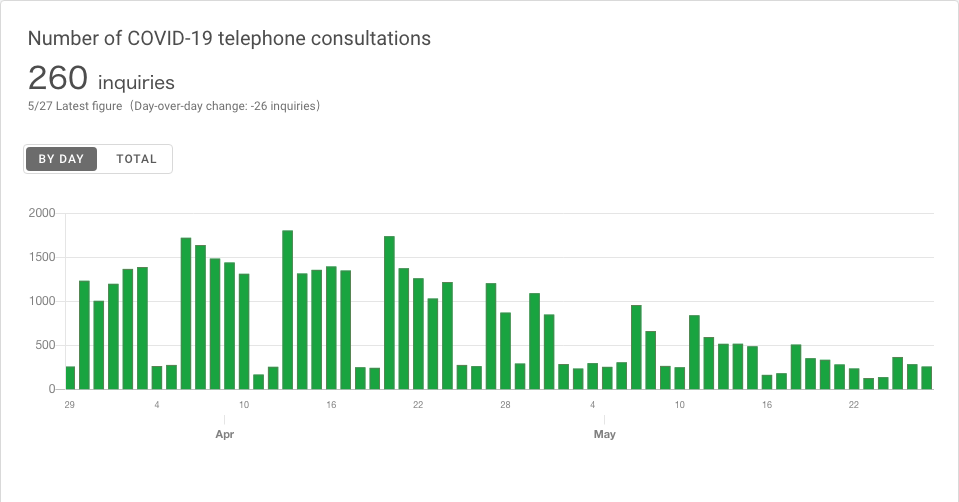 Number of COVID-19 telephone consultations
260 inquiries
5/27 Latest figure（Day-over-day change: -26 inquiries）
BY DAY TOTAL
2000
1500
1000
500
0
29 4 10 16 22 28 4 10 16 22
Apr May